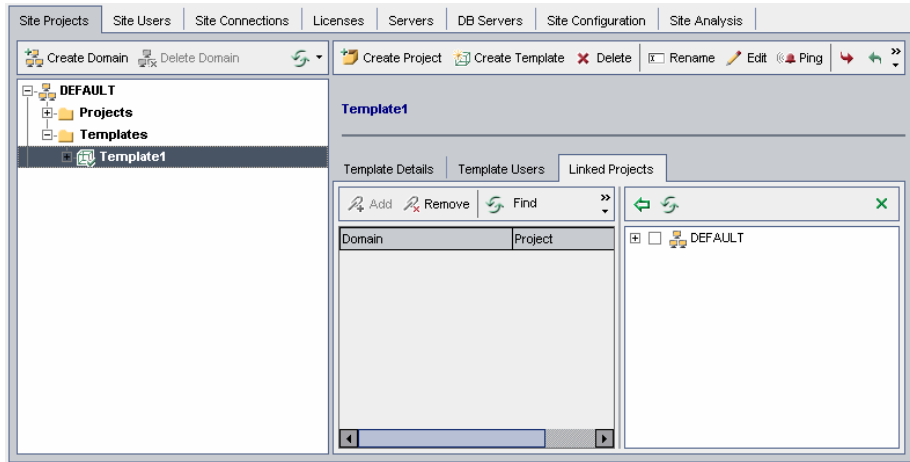 Site Projects Site Users Site Connections Licenses Servers DB Servers Site Configuration Site Analysis
Create Domain Delete Domain Create Project Create Template Delete Rename Edit Ping
DEFAULT
Projects
Templates
Template1
Template1
Template Details Template Users Linked Projects
Add Remove Find
Domain Project
DEFAULT